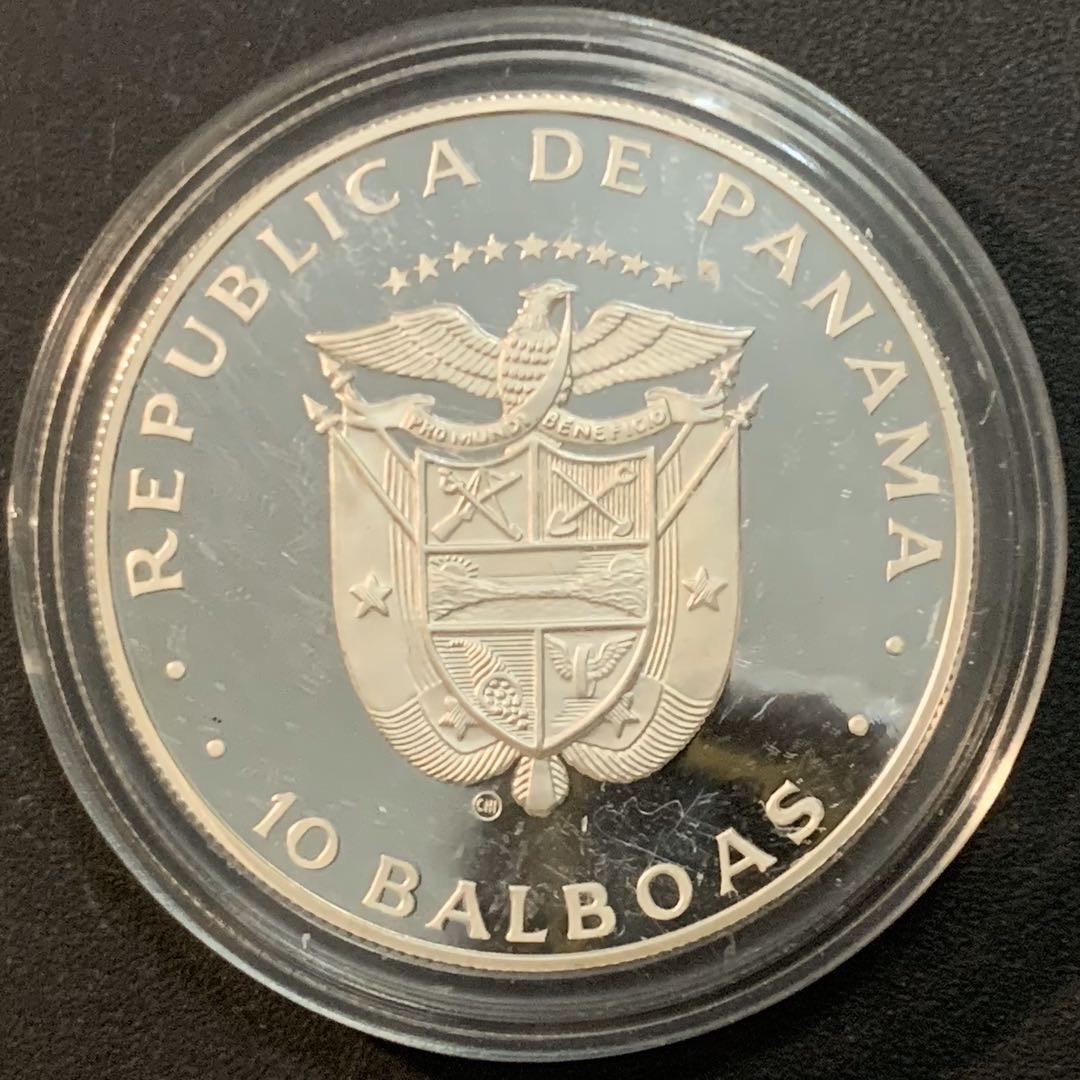 REPUBLICA DE PANAMA
PRO MUNDI BENEFICIO
CHI
10 BALBOAS